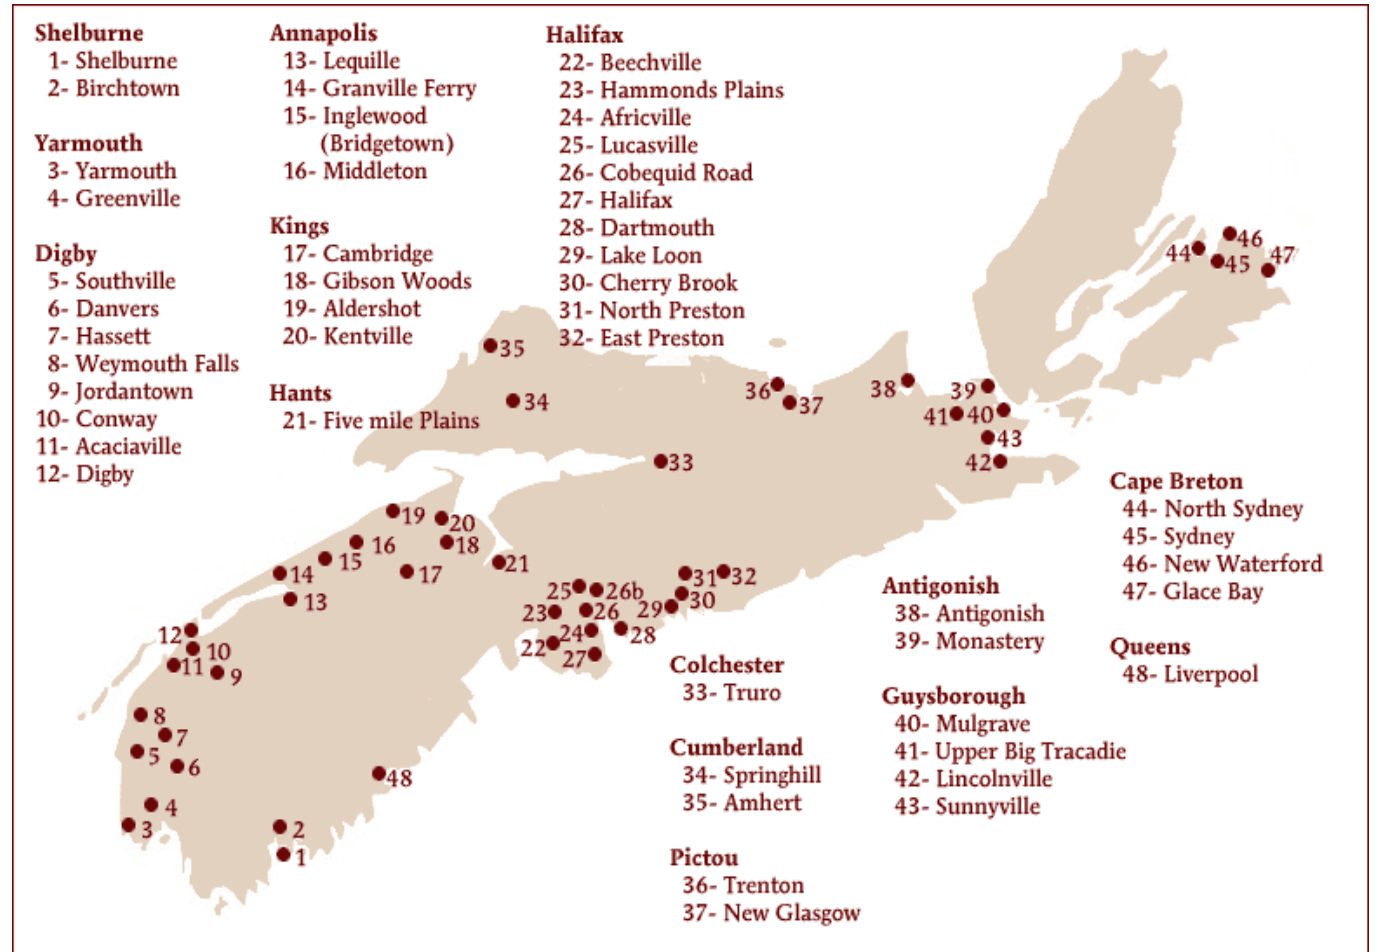 Shelburne
1- Shelburne
2- Birchtown
Yarmouth
3- Yarmouth
4- Greenville
Digby
5- Southville
6- Danvers
7- Hassett
8- Weymouth Falls
9- Jordantown
10- Conway
11- Acaciaville
12- Digby
Annapolis
13- Lequille
14- Granville Ferry
15- Inglewood
(Bridgetown)
16- Middleton
Kings
17- Cambridge
18- Gibson Woods
19- Aldershot
20- Kentville
Hants
21- Five mile Plains
Halifax
22- Beechville
23- Hammonds Plains
24- Africville
25- Lucasville
26- Cobequid Road
27- Halifax
28- Dartmouth
29- Lake Loon
30- Cherry Brook
31- North Preston
32- East Preston
Colchester
33- Truro
Cumberland
34- Springhill
35- Amhert
Pictou
36- Trenton
37- New Glasgow
Antigonish
38- Antigonish
39- Monastery
Guysborough
40- Mulgrave
41- Upper Big Tracadie
42- Lincolnville
43- Sunnyville
Cape Breton
44- North Sydney
45- Sydney
46- New Waterford
47- Glace Bay
Queens
48- Liverpool
46
44
45
47
35
34
36
37
38
39
41
40
43
42
33
19
20
16
18
15
17
21
14
13
25
26b
31
32
30
23
26
29
24
28
22
27
12
10
11
9
8
7
5
6
48
4
3
2
1